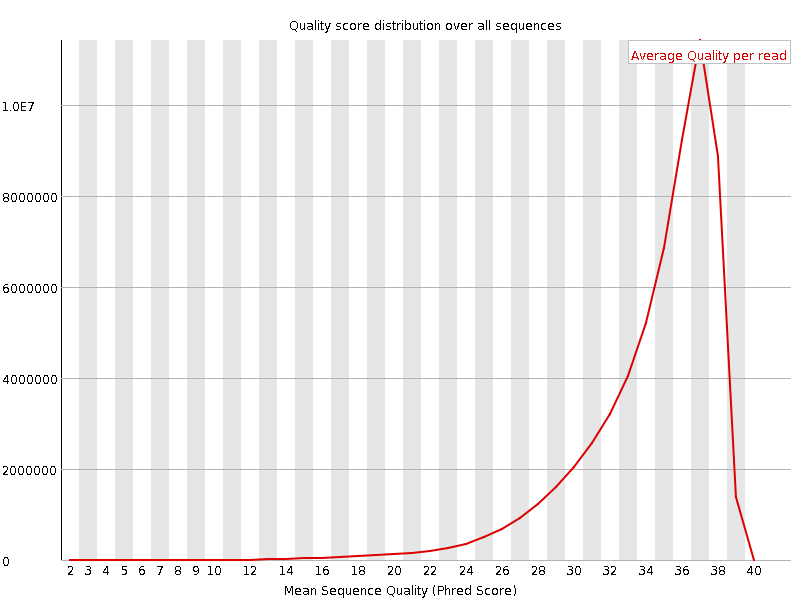 Quality score distribution over all sequences
Average Quality per read
1.0E7
8000000
6000000
4000000
2000000
0
2 3 4 5 6 7 8 9 10 12 14 16 18 20 22 24 26 28 30 32 34 36 38 40
Mean Sequence Quality (Phred Score)